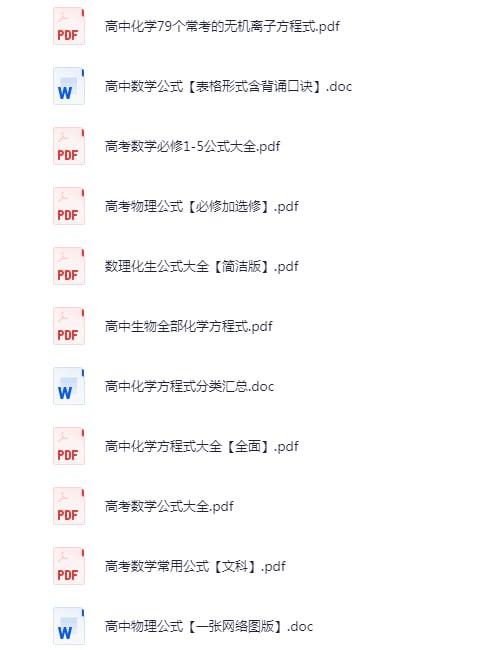 PDF 高中化学79个常考的无机离子方程式.pdf
W 高中数学公式【表格形式含背诵口诀】.doc
PDF 高考数学必修1-5公式大全.pdf
PDF 高考物理公式【必修加选修】.pdf
PDF 数理化生公式大全【简洁版】.pdf
PDF 高中生物全部化学方程式.pdf
W 高中化学方程式分类汇总.doc
PDF 高中化学方程式大全【全面】.pdf
PDF 高考数学公式大全.pdf
PDF 高考数学常用公式【文科】.pdf
W 高中物理公式【一张网络图版】.doc